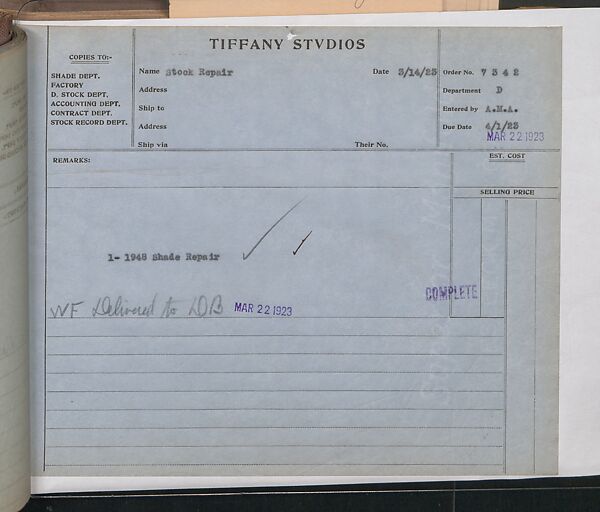 TIFFANY STVDIOS
COPIES TO:-
SHADE DEPT.
FACTORY
D. STOCK DEPT.
ACCOUNTING DEPT.
CONTRACT DEPT.
STOCK RECORD DEPT.
Name Stock Repair Date 3/14/23
Address
Ship to
Address
Ship via Their No.
Order No. 7342
Department D
Entered by A.M.A.
Due Date 4/1/23
MAR 22 1923
REMARKS:
EST. COST
SELLING PRICE
1- 1948 Shade Repair
COMPLETE
WF Delivered to DB MAR 22 1923